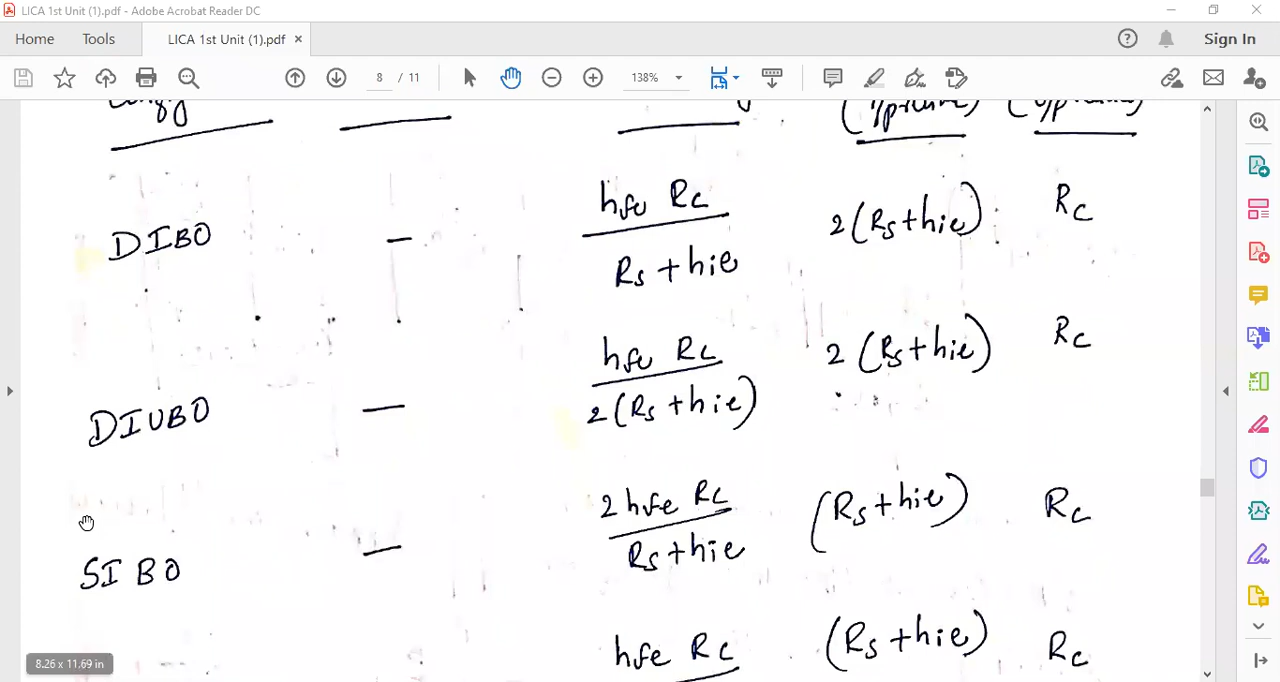 LICA 1st Unit (1).pdf - Adobe Acrobat Reader DC
Home Tools LICA 1st Unit (1).pdf × Sign In
8 / 11 138%
(i/p resistance) (o/p resistance)
DIBO — hfe Rc / Rs + hie 2(Rs + hie) Rc
DIUBO — hfe Rc / 2(Rs + hie) 2(Rs + hie) Rc
SIBO — 2 hfe Rc / Rs + hie (Rs + hie) Rc
hfe Rc (Rs + hie) Rc
8.26 x 11.69 in